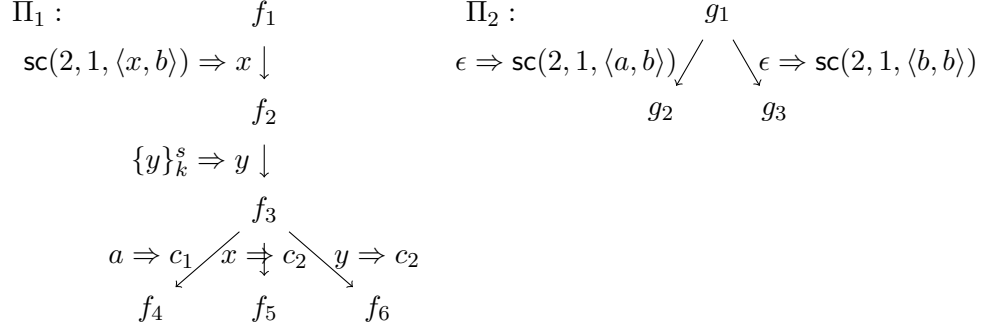 Π₁ : f₁ Π₂ : g₁
sc(2, 1, ⟨x, b⟩) ⇒ x ϵ ⇒ sc(2, 1, ⟨a, b⟩) ϵ ⇒ sc(2, 1, ⟨b, b⟩)
f₂ g₂ g₃
{y}ˢₖ ⇒ y
f₃
a ⇒ c₁ x ⇒ c₂ y ⇒ c₂
f₄ f₅ f₆